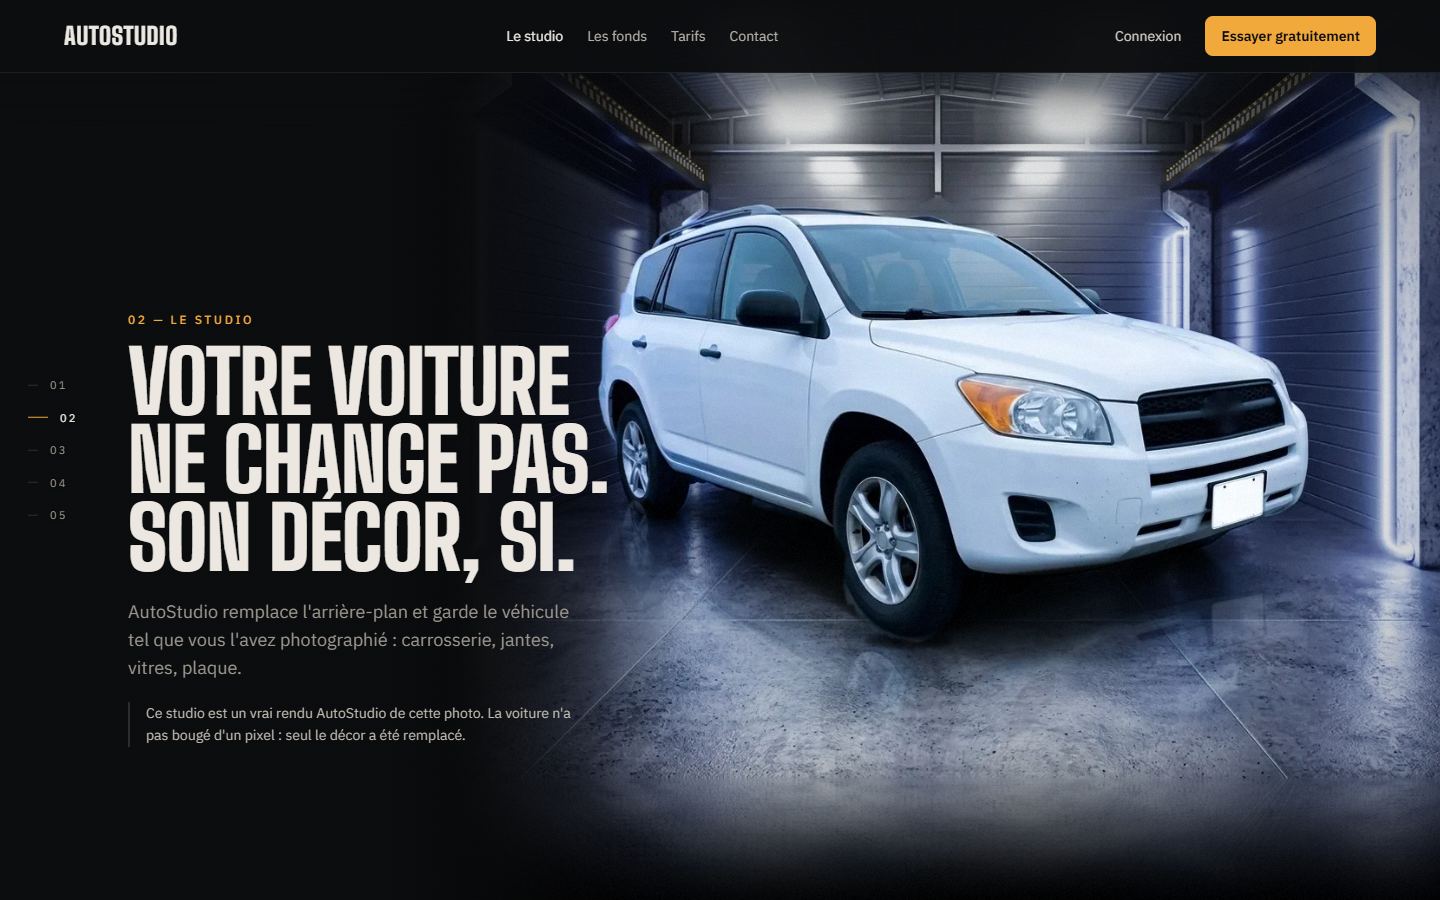 AUTOSTUDIO
Le studio
Les fonds
Tarifs
Contact
Connexion
Essayer gratuitement
01
02
03
04
05
02 — LE STUDIO
VOTRE VOITURE
NE CHANGE PAS.
SON DÉCOR, SI.
AutoStudio remplace l'arrière-plan et garde le véhicule
tel que vous l'avez photographié : carrosserie, jantes,
vitres, plaque.
Ce studio est un vrai rendu AutoStudio de cette photo. La voiture n'a
pas bougé d'un pixel : seul le décor a été remplacé.